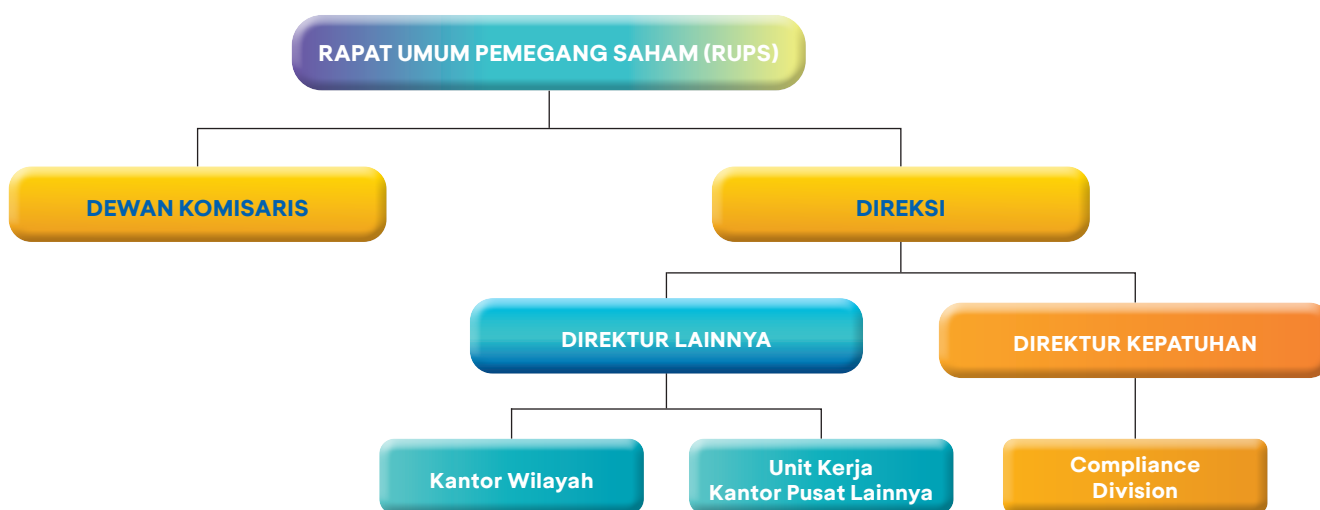 RAPAT UMUM PEMEGANG SAHAM (RUPS)
DEWAN KOMISARIS
DIREKSI
DIREKTUR LAINNYA
DIREKTUR KEPATUHAN
Kantor Wilayah
Unit Kerja
Kantor Pusat Lainnya
Compliance
Division